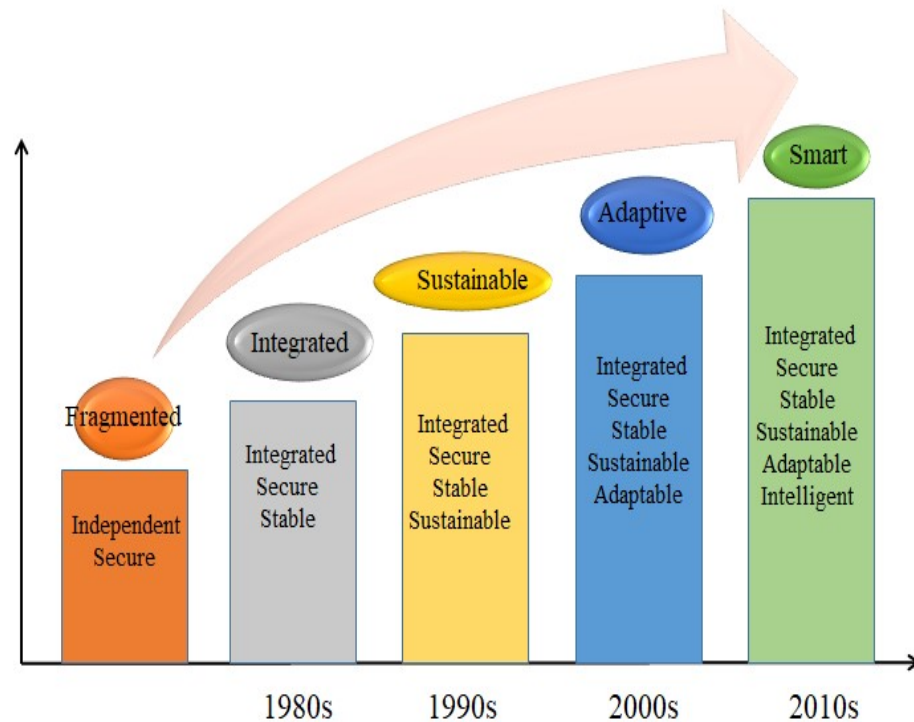 Fragmented
Independent
Secure
Integrated
Integrated
Secure
Stable
1980s
Sustainable
Integrated
Secure
Stable
Sustainable
1990s
Adaptive
Integrated
Secure
Stable
Sustainable
Adaptable
2000s
Smart
Integrated
Secure
Stable
Sustainable
Adaptable
Intelligent
2010s